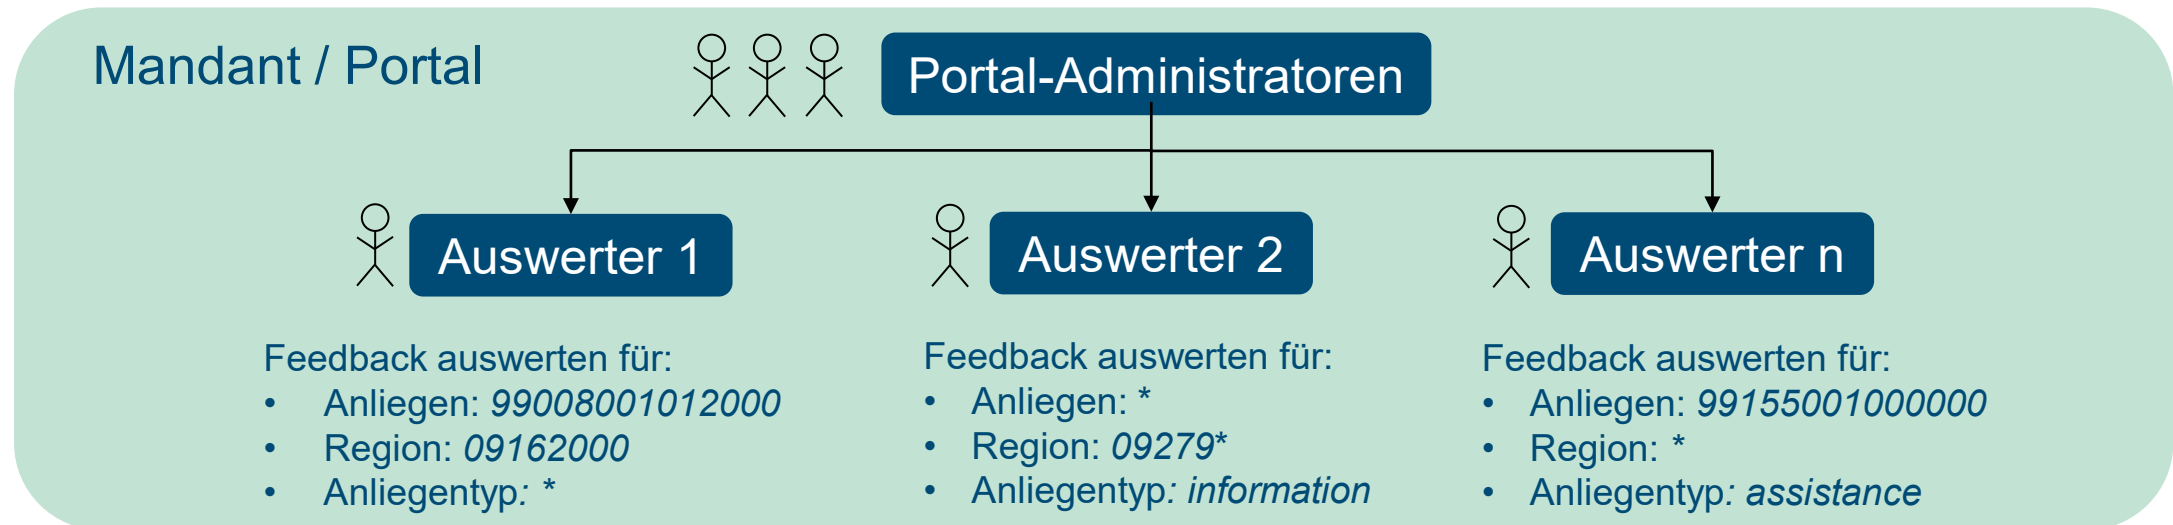 Mandant / Portal
Portal-Administratoren
Auswerter 1
Feedback auswerten für:
• Anliegen: 99008001012000
• Region: 09162000
• Anliegentyp: *
Auswerter 2
Feedback auswerten für:
• Anliegen: *
• Region: 09279*
• Anliegentyp: information
Auswerter n
Feedback auswerten für:
• Anliegen: 99155001000000
• Region: *
• Anliegentyp: assistance